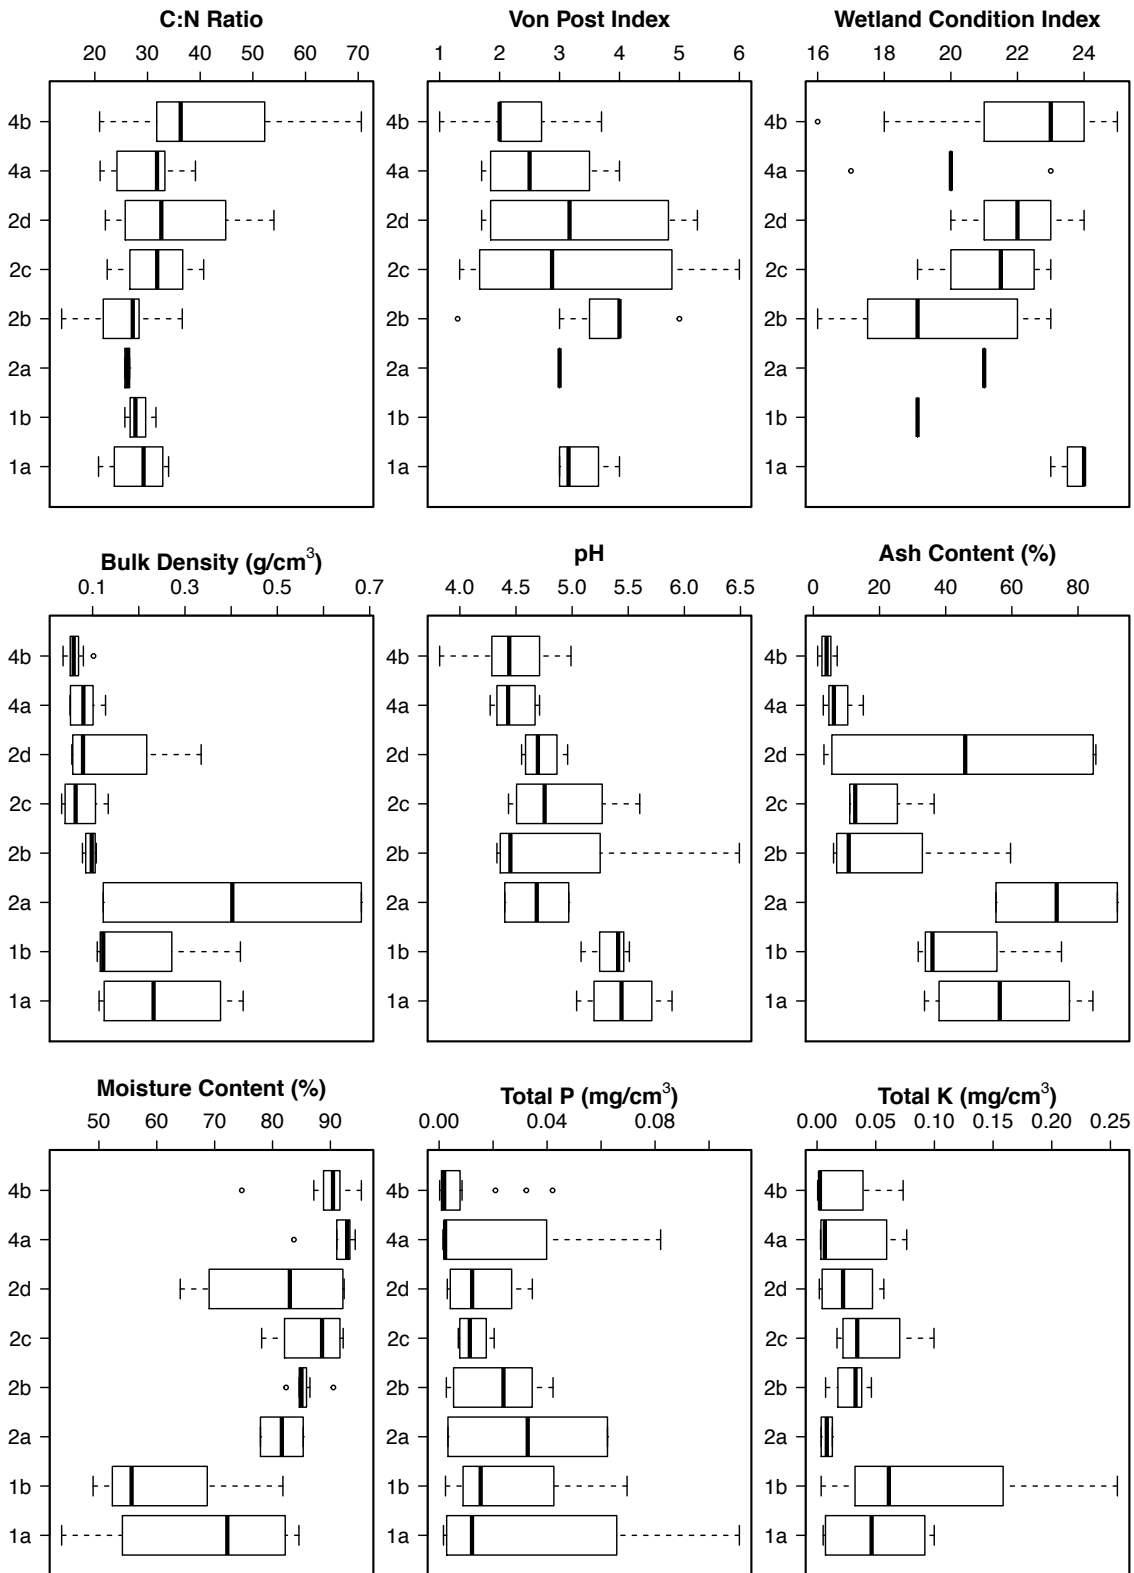 C:N Ratio Von Post Index Wetland Condition Index
20 30 40 50 60 70 1 2 3 4 5 6 16 18 20 22 24
4b 4b 4b
4a 4a 4a
2d 2d 2d
2c 2c 2c
2b 2b 2b
2a 2a 2a
1b 1b 1b
1a 1a 1a
Bulk Density (g/cm³) pH Ash Content (%)
0.1 0.3 0.5 0.7 4.0 4.5 5.0 5.5 6.0 6.5 0 20 40 60 80
4b 4b 4b
4a 4a 4a
2d 2d 2d
2c 2c 2c
2b 2b 2b
2a 2a 2a
1b 1b 1b
1a 1a 1a
Moisture Content (%) Total P (mg/cm³) Total K (mg/cm³)
50 60 70 80 90 0.00 0.04 0.08 0.00 0.05 0.10 0.15 0.20 0.25
4b 4b 4b
4a 4a 4a
2d 2d 2d
2c 2c 2c
2b 2b 2b
2a 2a 2a
1b 1b 1b
1a 1a 1a